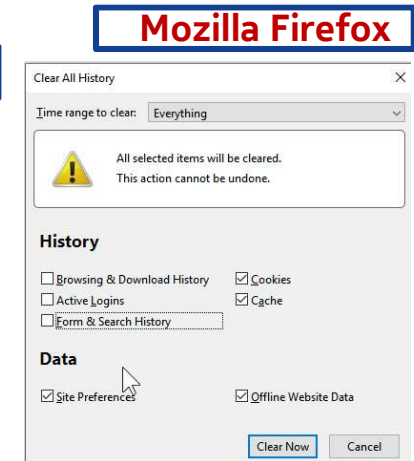 Mozilla Firefox
Clear All History
Time range to clear: Everything
All selected items will be cleared.
This action cannot be undone.
History
Browsing & Download History Cookies
Active Logins Cache
Form & Search History
Data
Site Preferences Offline Website Data
Clear Now Cancel